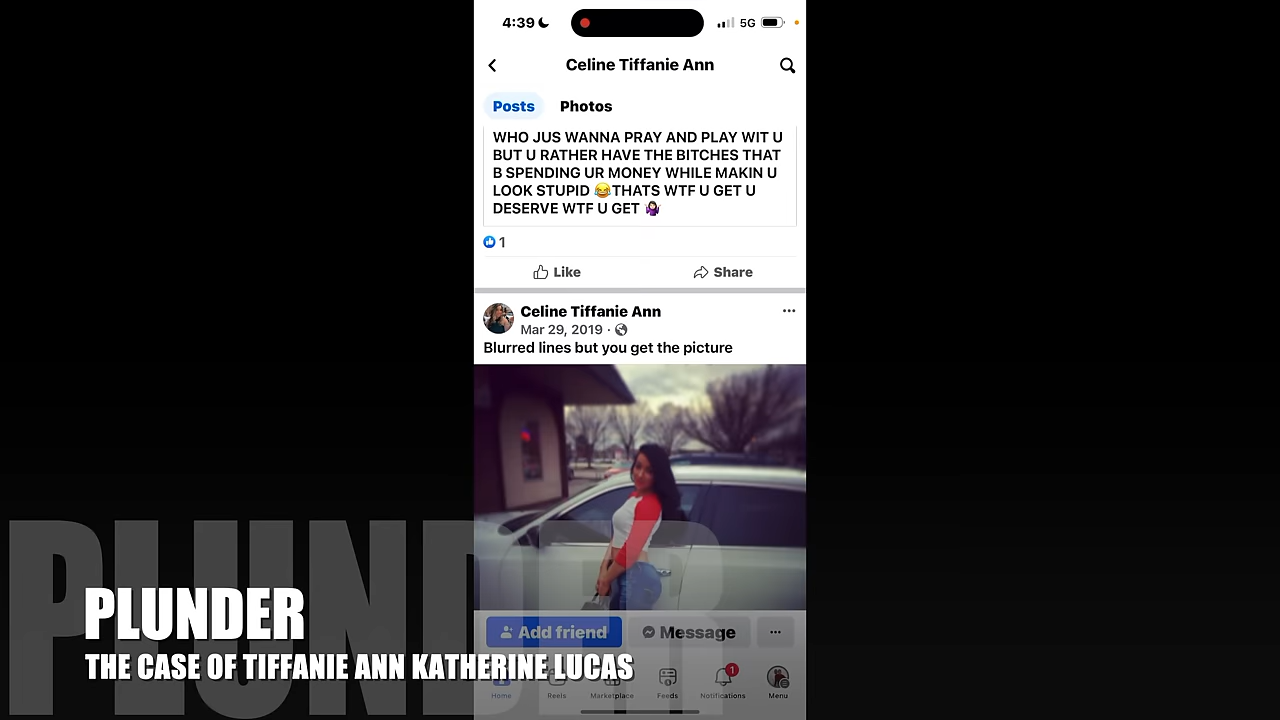 4:39
5G
Celine Tiffanie Ann
Posts
Photos
WHO JUS WANNA PRAY AND PLAY WIT U
BUT U RATHER HAVE THE BITCHES THAT
B SPENDING UR MONEY WHILE MAKIN U
LOOK STUPID 😂THATS WTF U GET U
DESERVE WTF U GET 🤷🏻‍♀️
1
Like
Share
Celine Tiffanie Ann
Mar 29, 2019 ·
Blurred lines but you get the picture
Add friend
Message
PLUNDER
PLUNDER
THE CASE OF TIFFANIE ANN KATHERINE LUCAS
1
Home
Reels
Marketplace
Feeds
Notifications
Menu